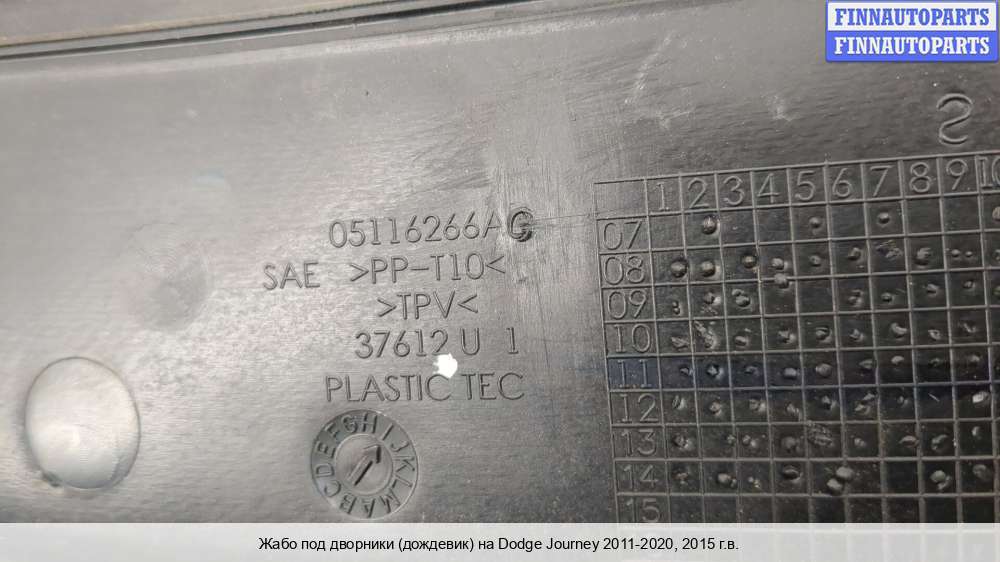 FINNAUTOPARTS
FINNAUTOPARTS
S
1 2 3 4 5 6 7 8 9 10
05116266AC
SAE >PP-T10<
>TPV<
37612 U 1
PLASTIC TEC
ABCDEFGHIJKLM
07
08
09
10
11
12
13
14
15
Жабо под дворники (дождевик) на Dodge Journey 2011-2020, 2015 г.в.